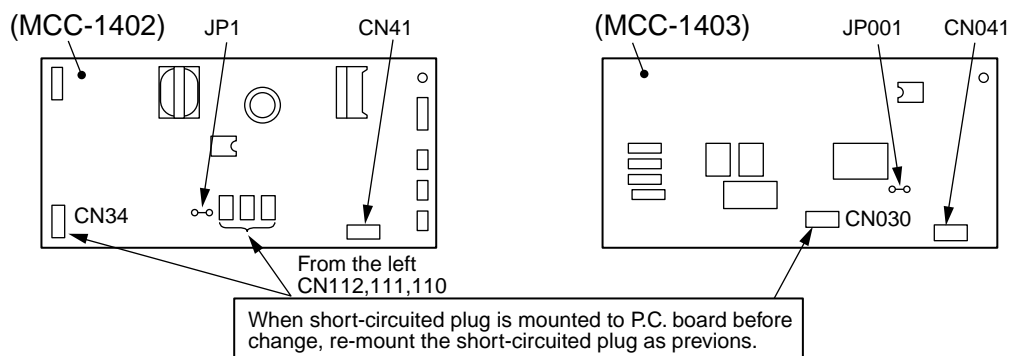 (MCC-1402) JP1 CN41
(MCC-1403) JP001 CN041
CN34
CN030
From the left
CN112,111,110
When short-circuited plug is mounted to P.C. board before
change, re-mount the short-circuited plug as previons.